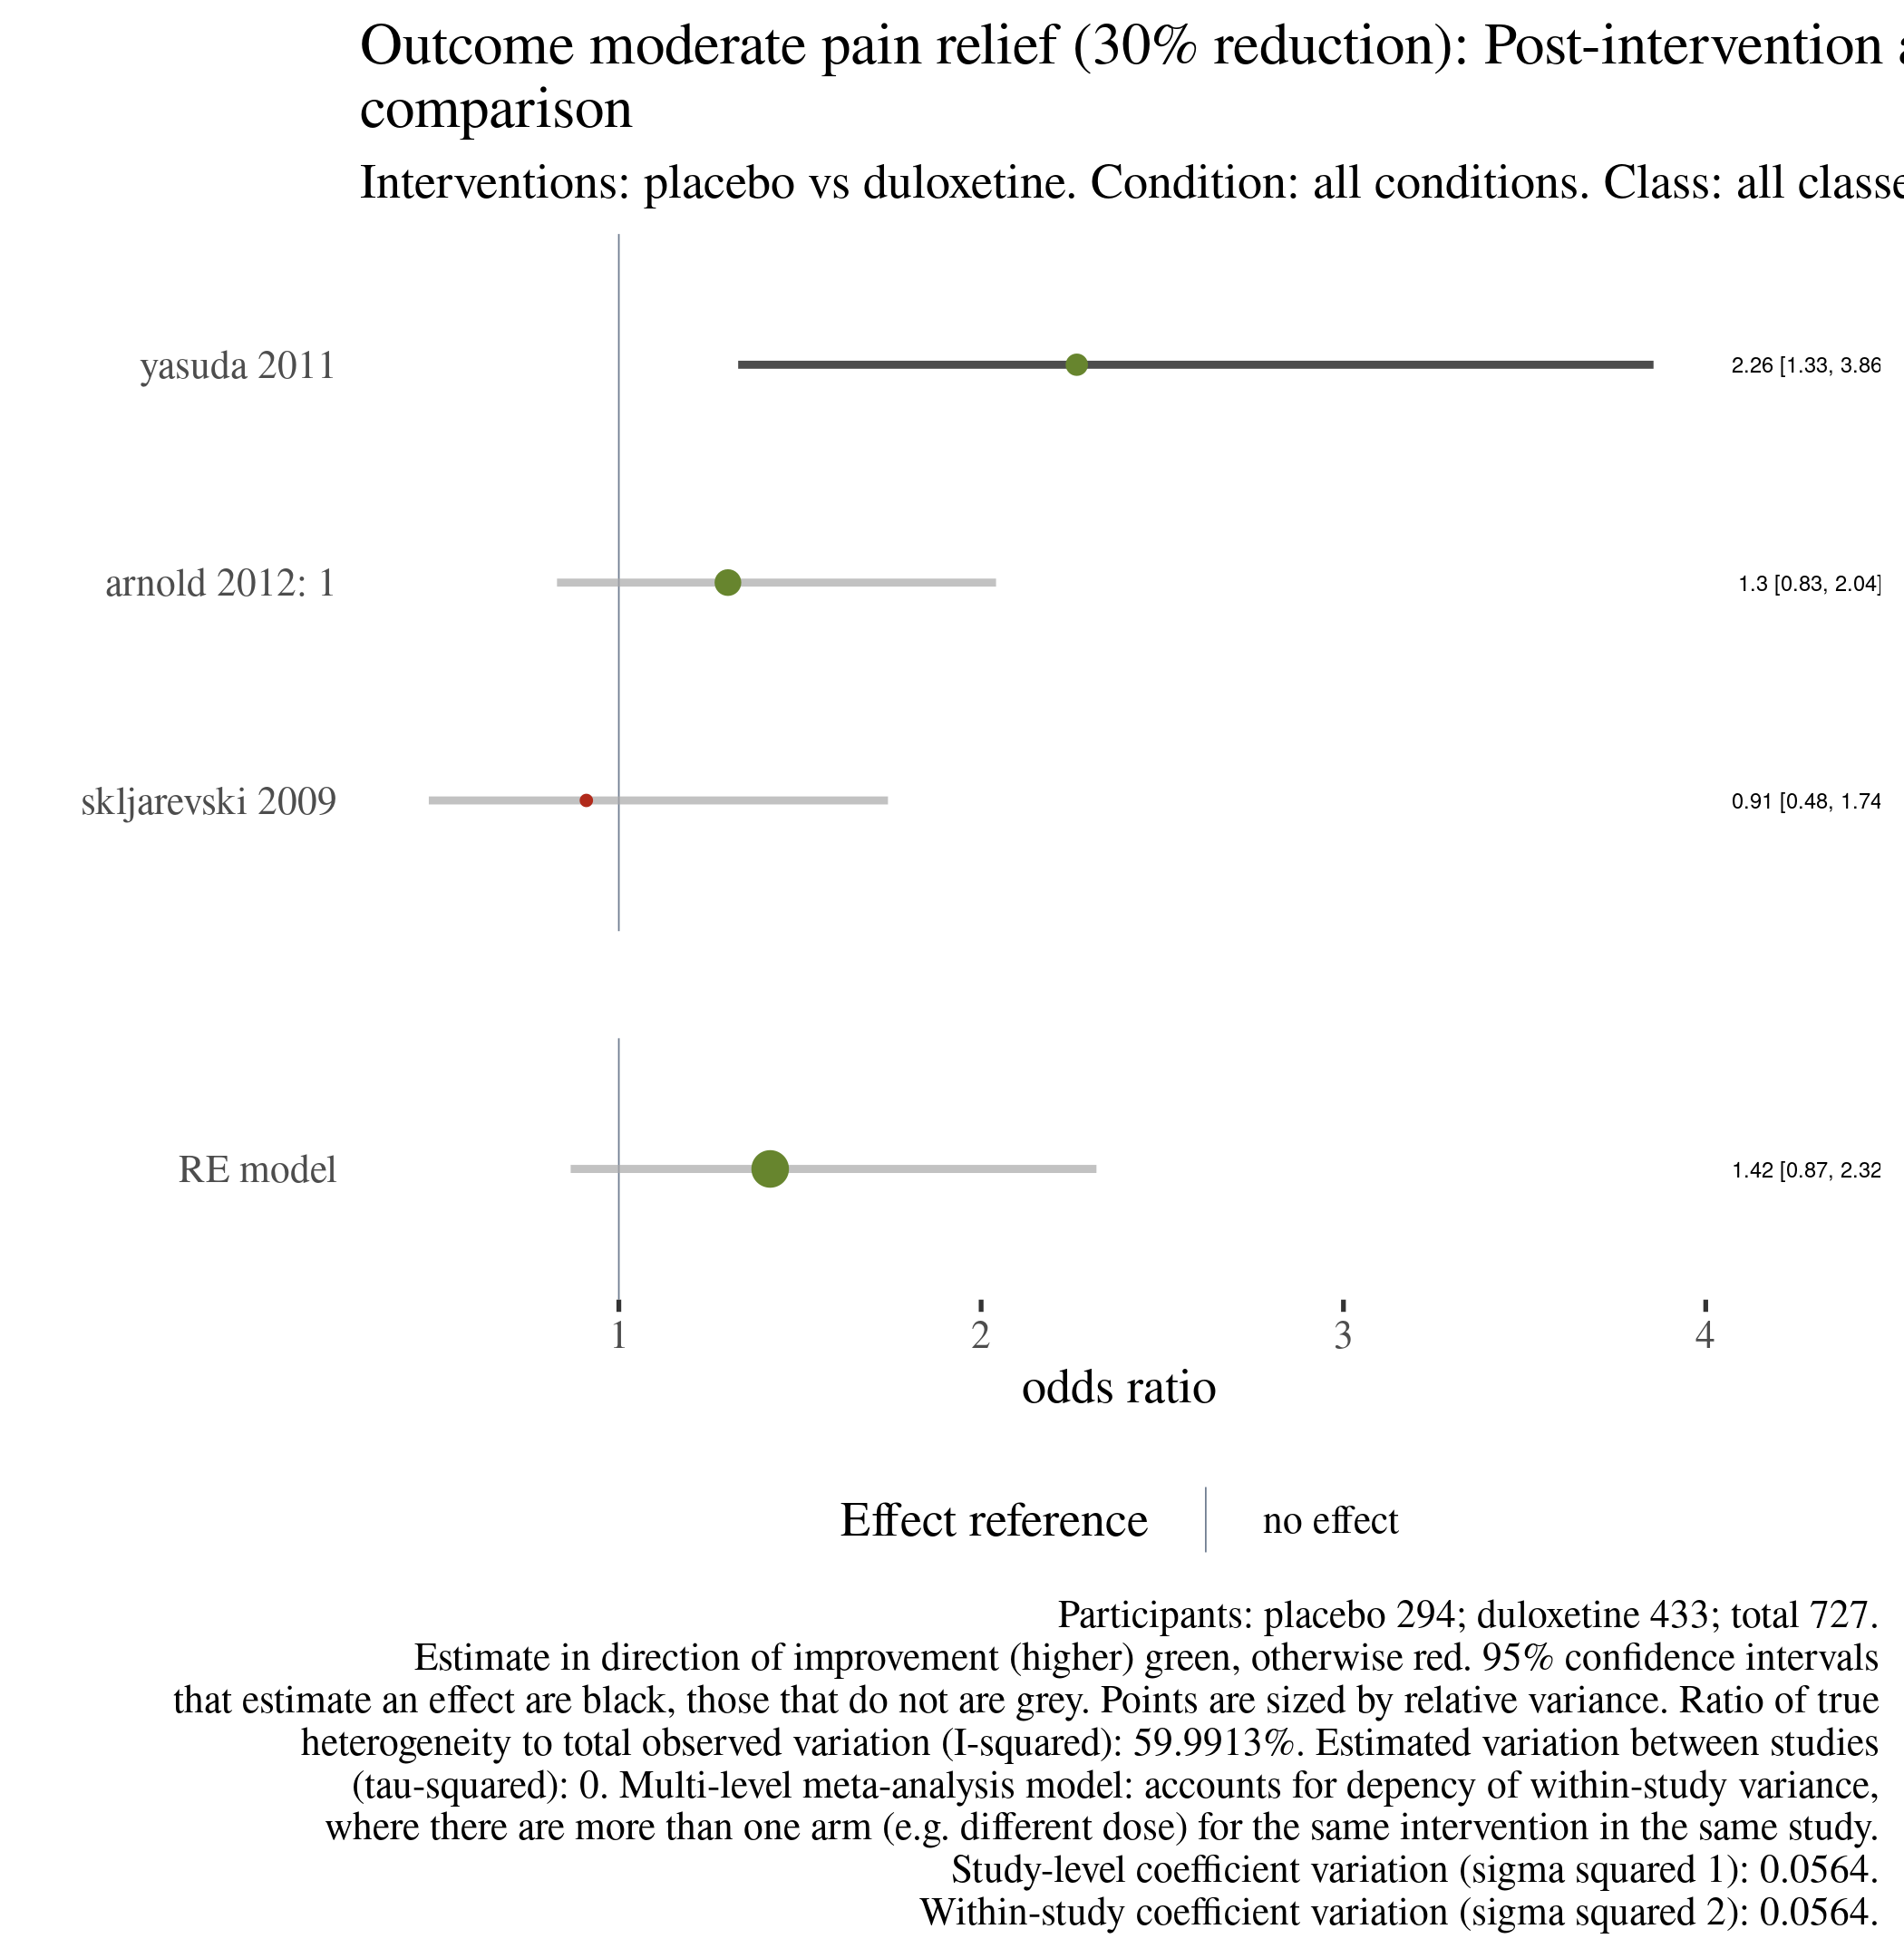 Outcome moderate pain relief (30% reduction): Post-intervention a
comparison
Interventions: placebo vs duloxetine. Condition: all conditions. Class: all classe
yasuda 2011 2.26 [1.33, 3.86
arnold 2012: 1 1.3 [0.83, 2.04]
skljarevski 2009 0.91 [0.48, 1.74
RE model 1.42 [0.87, 2.32
1 2 3 4
odds ratio
Effect reference no effect
Participants: placebo 294; duloxetine 433; total 727.
Estimate in direction of improvement (higher) green, otherwise red. 95% confidence intervals
that estimate an effect are black, those that do not are grey. Points are sized by relative variance. Ratio of true
heterogeneity to total observed variation (I-squared): 59.9913%. Estimated variation between studies
(tau-squared): 0. Multi-level meta-analysis model: accounts for depency of within-study variance,
where there are more than one arm (e.g. different dose) for the same intervention in the same study.
Study-level coefficient variation (sigma squared 1): 0.0564.
Within-study coefficient variation (sigma squared 2): 0.0564.